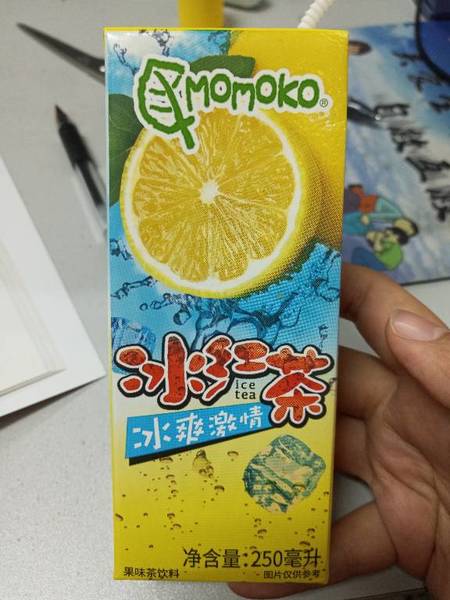 MOMOKO®
冰红茶
ice
tea
冰爽激情
净含量:250毫升
果味茶饮料
图片仅供参考